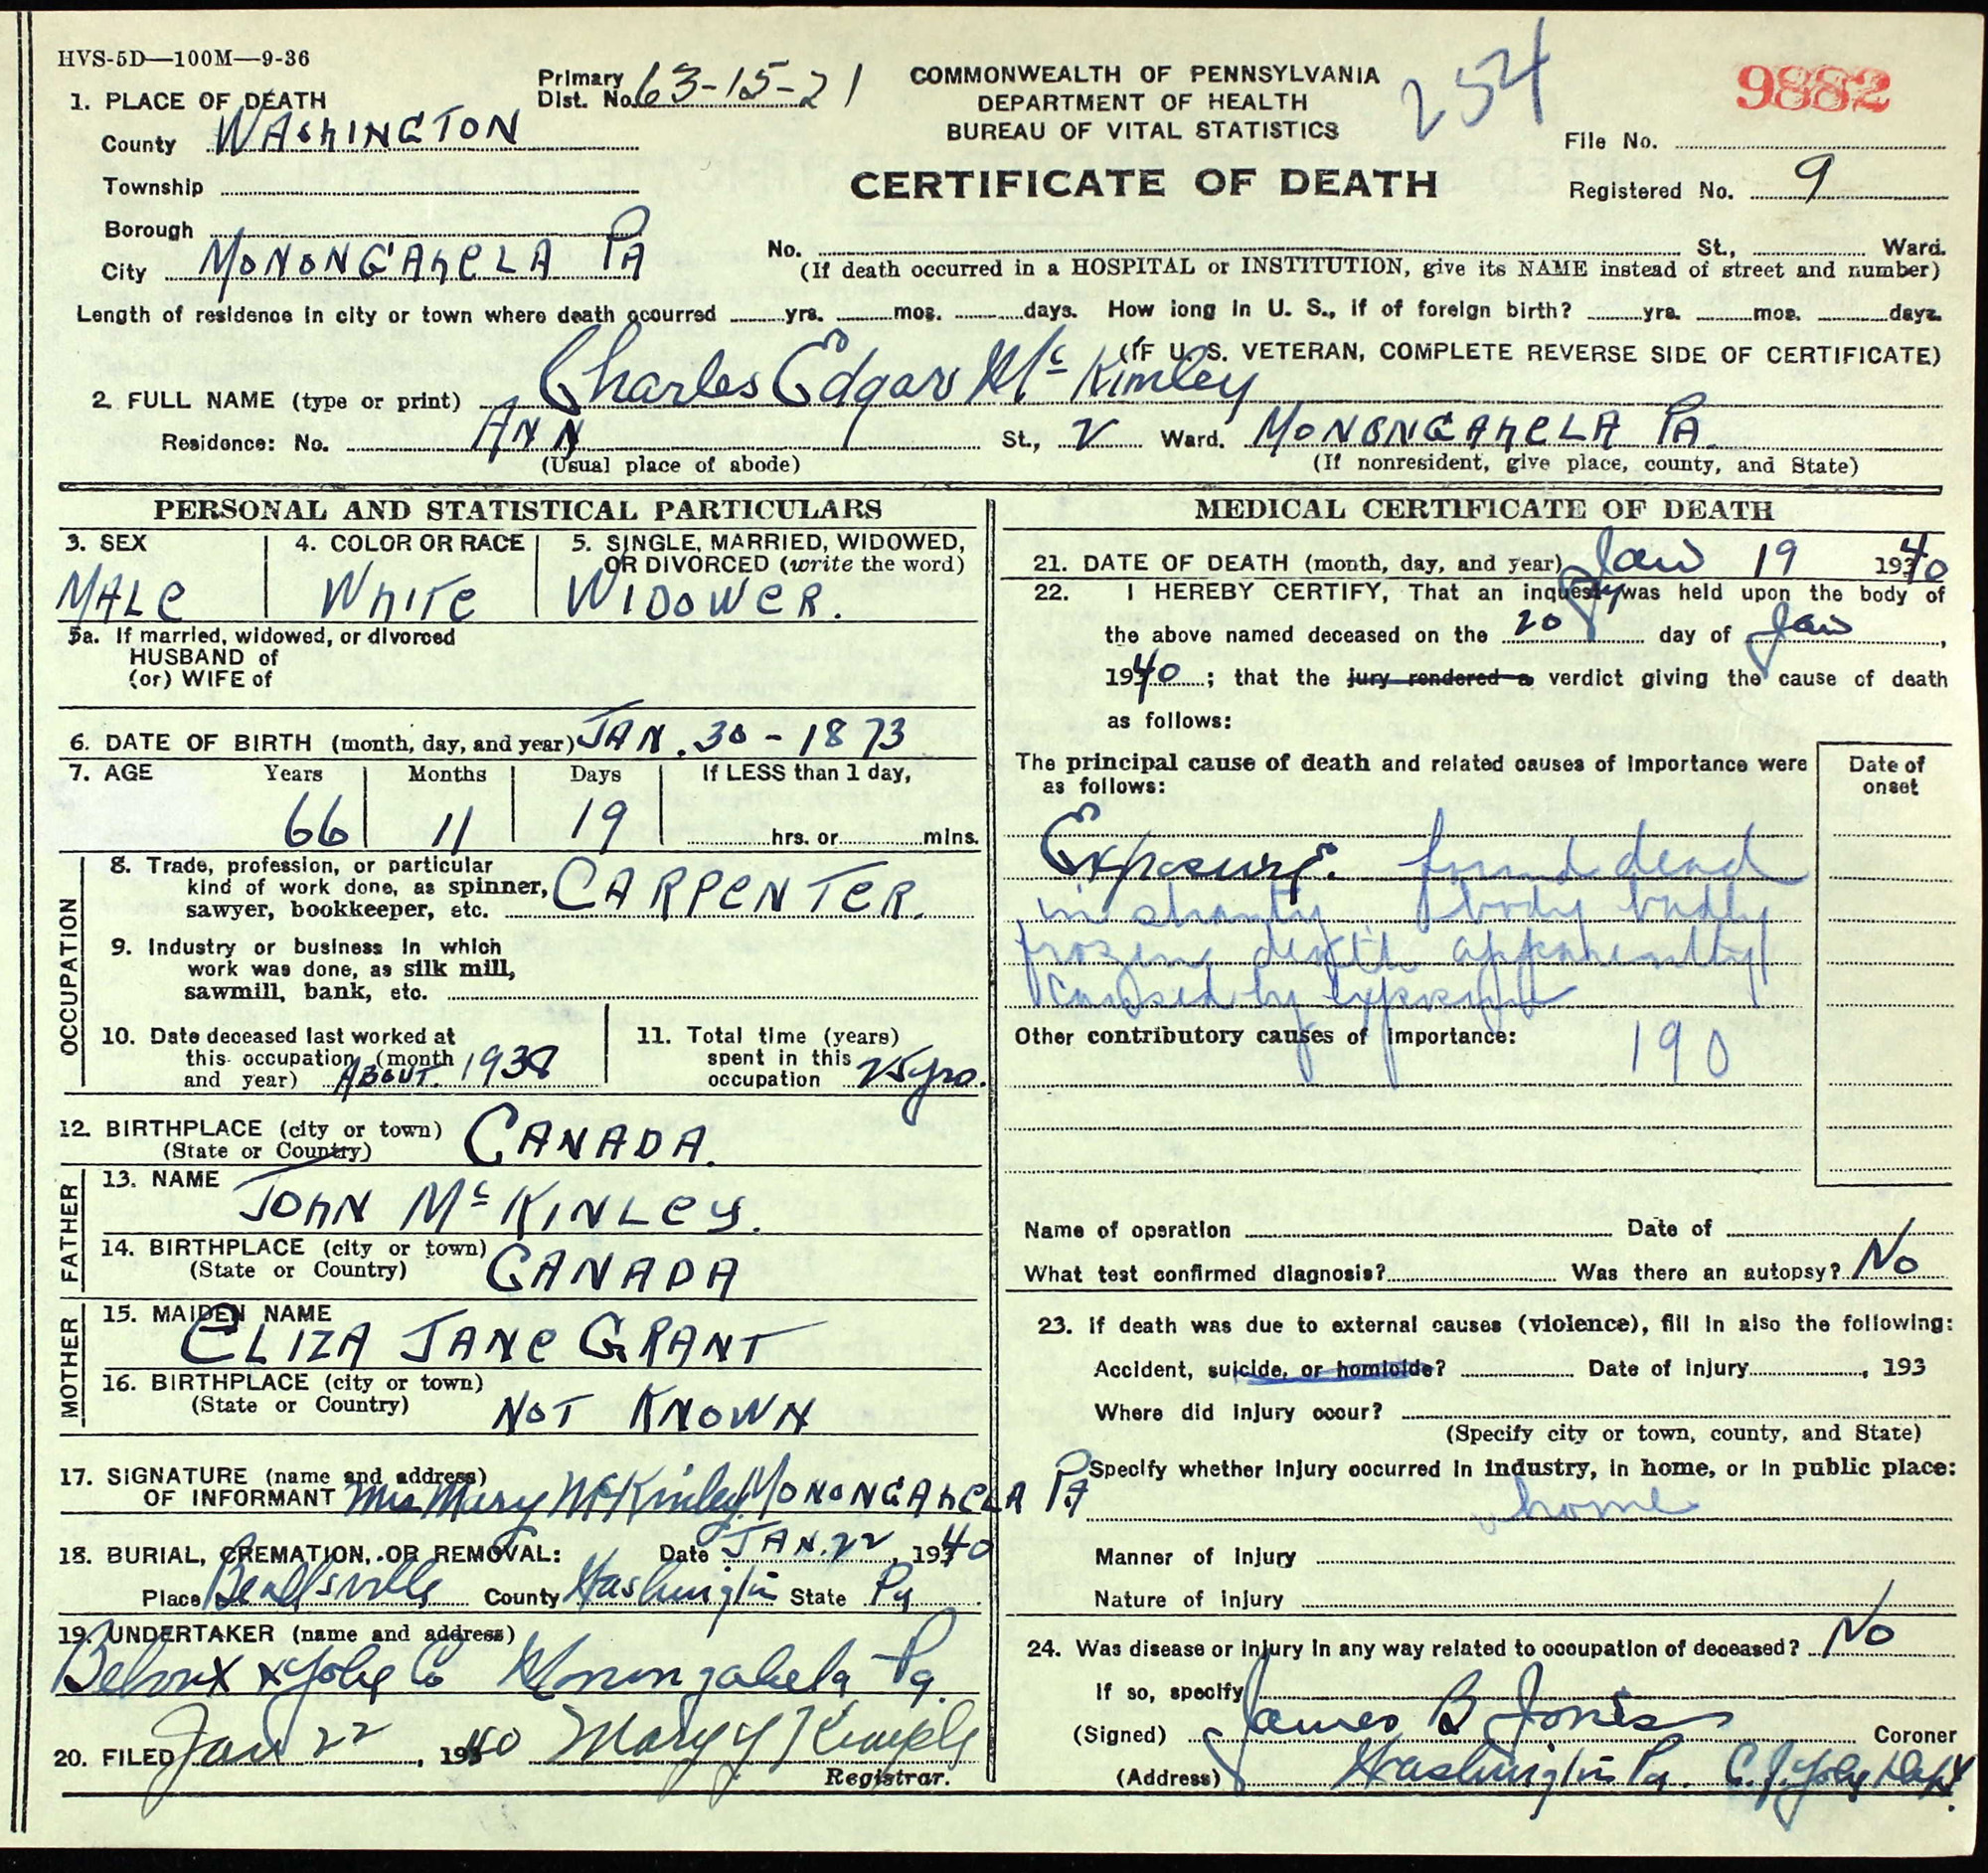 HVS-5D—100M—9-36
Primary Dist. No. 63-15-21
COMMONWEALTH OF PENNSYLVANIA
DEPARTMENT OF HEALTH
BUREAU OF VITAL STATISTICS
CERTIFICATE OF DEATH
254
9882
File No.
Registered No. 9
1. PLACE OF DEATH
County WAShINGTON
Township
Borough
City MONONGAheLA PA
No. St., Ward.
(If death occurred in a HOSPITAL or INSTITUTION, give its NAME instead of street and number)
Length of residence in city or town where death occurred yrs. mos. days. How long in U. S., if of foreign birth? yrs. mos. days.
(IF U. S. VETERAN, COMPLETE REVERSE SIDE OF CERTIFICATE)
2. FULL NAME (type or print) Charles Edgar Mc Kinley
Residence: No. ANN St., 2 Ward. MONONGAheLA PA.
(Usual place of abode) (If nonresident, give place, county, and State)
PERSONAL AND STATISTICAL PARTICULARS
3. SEX
MALe
4. COLOR OR RACE
WhITe
5. SINGLE, MARRIED, WIDOWED, OR DIVORCED (write the word)
WIDOWeR.
5a. If married, widowed, or divorced
HUSBAND of
(or) WIFE of
6. DATE OF BIRTH (month, day, and year) JAN. 30 - 1873
7. AGE Years Months Days If LESS than 1 day,
66 11 19 hrs. or mins.
OCCUPATION
8. Trade, profession, or particular
kind of work done, as spinner,
sawyer, bookkeeper, etc. CARPeNTeR.
9. Industry or business in which
work was done, as silk mill,
sawmill, bank, etc.
10. Date deceased last worked at
this occupation (month
and year) ABOUT. 1938
11. Total time (years)
spent in this
occupation 25 yrs.
12. BIRTHPLACE (city or town) CANADA.
(State or Country)
FATHER
13. NAME
JOhN Mc KINLey.
14. BIRTHPLACE (city or town) CANADA
(State or Country)
MOTHER
15. MAIDEN NAME
eLIZA JANe GRANT
16. BIRTHPLACE (city or town)
(State or Country) NOT KNOWN
17. SIGNATURE (name and address)
OF INFORMANT Mrs Mary McKinley MONONGAheLA PA
18. BURIAL, CREMATION, OR REMOVAL: Date JAN. 22, 1940
Place Beallsville County Washington State Pa
19. UNDERTAKER (name and address)
Co Monongahela Pa.
20. FILED Jan 22, 1940 Mary Y
Registrar.
MEDICAL CERTIFICATE OF DEATH
21. DATE OF DEATH (month, day, and year) Jan 19 1940
22. I HEREBY CERTIFY, That an inquest was held upon the body of
the above named deceased on the 20 day of Jan,
1940; that the jury rendered a verdict giving the cause of death
as follows:
The principal cause of death and related causes of importance were
as follows:
Date of onset
Exposure. found dead
in shanty body badly
frozen death apparently
caused by exposure
Other contributory causes of importance:
190
Name of operation Date of
What test confirmed diagnosis? Was there an autopsy? No
23. If death was due to external causes (violence), fill in also the following:
Accident, suicide, or homicide? Date of injury, 193
Where did injury occur?
(Specify city or town, county, and State)
Specify whether injury occurred in industry, in home, or in public place:
home
Manner of injury
Nature of injury
24. Was disease or injury in any way related to occupation of deceased? No
If so, specify
(Signed) James B Jones Coroner
(Address) Washington Pa.